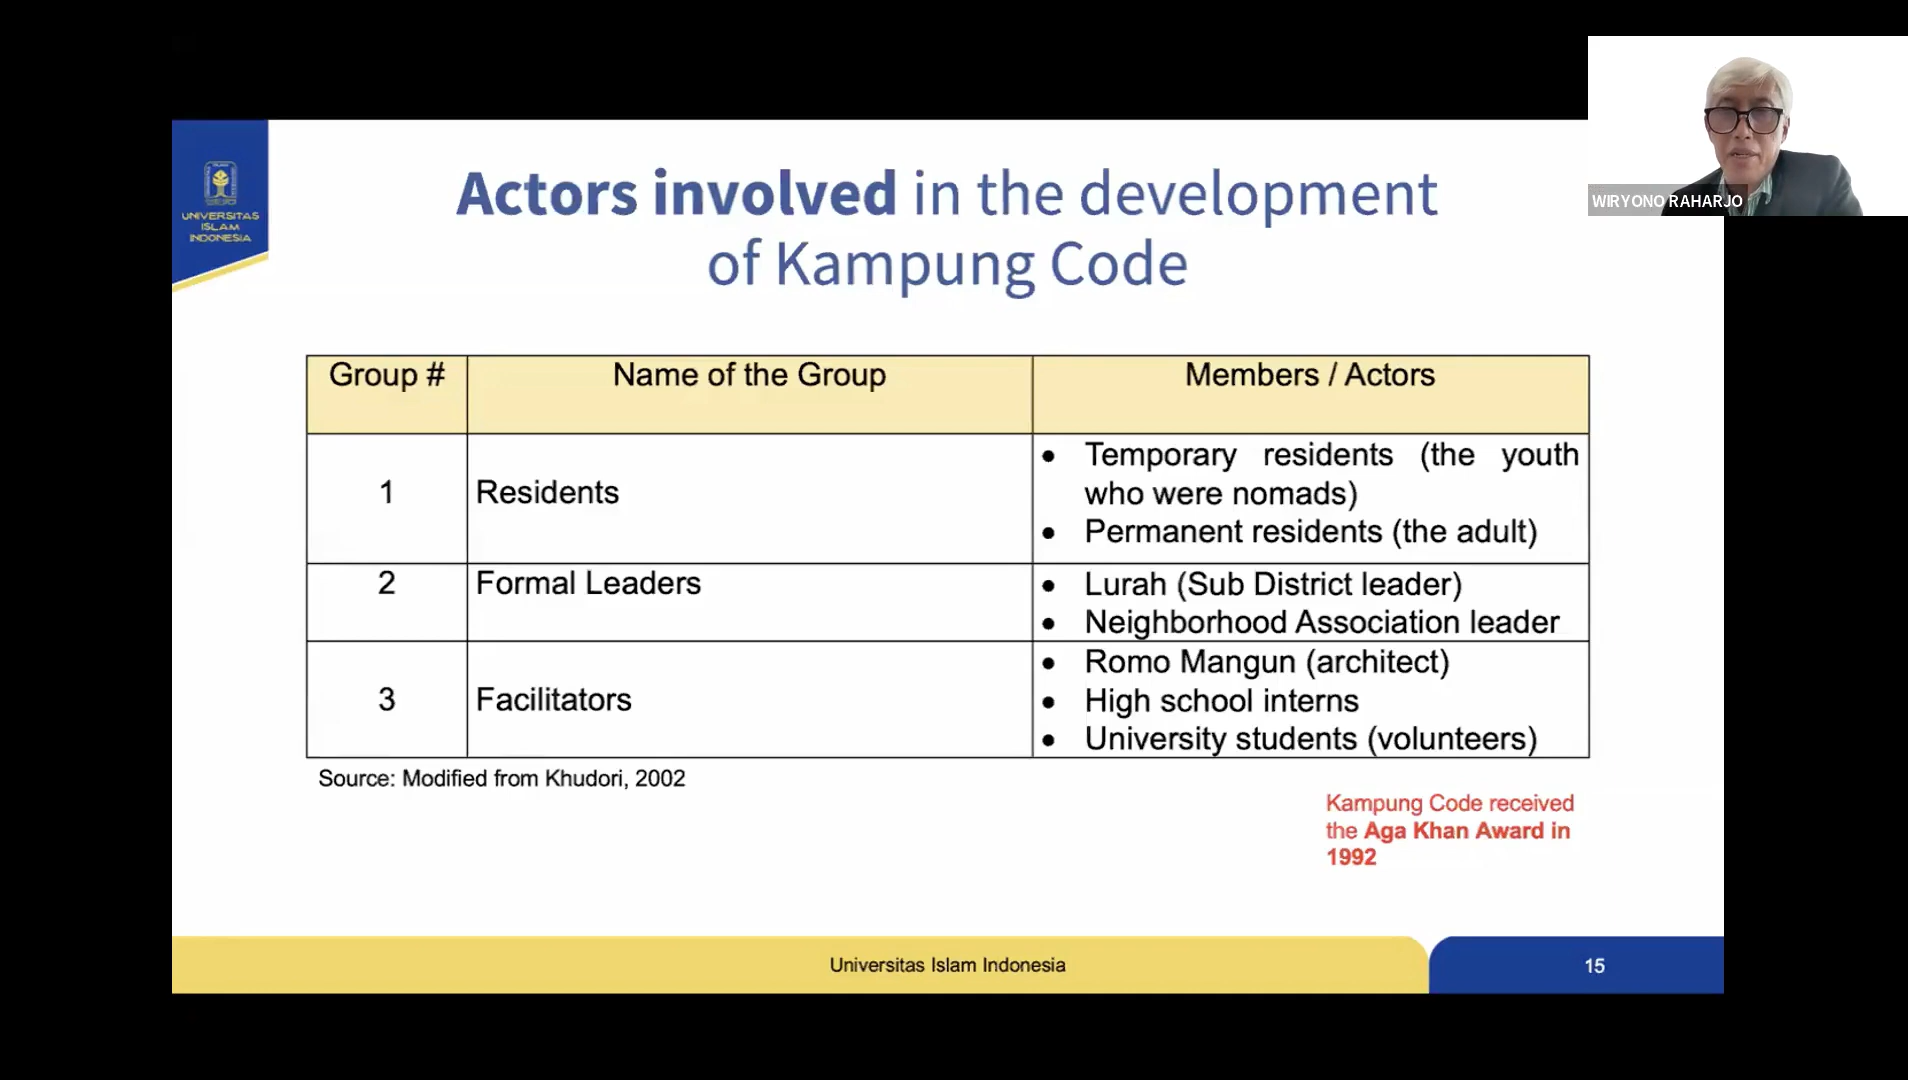 WIRYONO RAHARJO
UNIVERSITAS
ISLAM
INDONESIA
Actors involved in the development
of Kampung Code
Group #
Name of the Group
Members / Actors
1
Residents
• Temporary residents (the youth
who were nomads)
• Permanent residents (the adult)
2
Formal Leaders
• Lurah (Sub District leader)
• Neighborhood Association leader
3
Facilitators
• Romo Mangun (architect)
• High school interns
• University students (volunteers)
Source: Modified from Khudori, 2002
Kampung Code received
the Aga Khan Award in
1992
Universitas Islam Indonesia
15